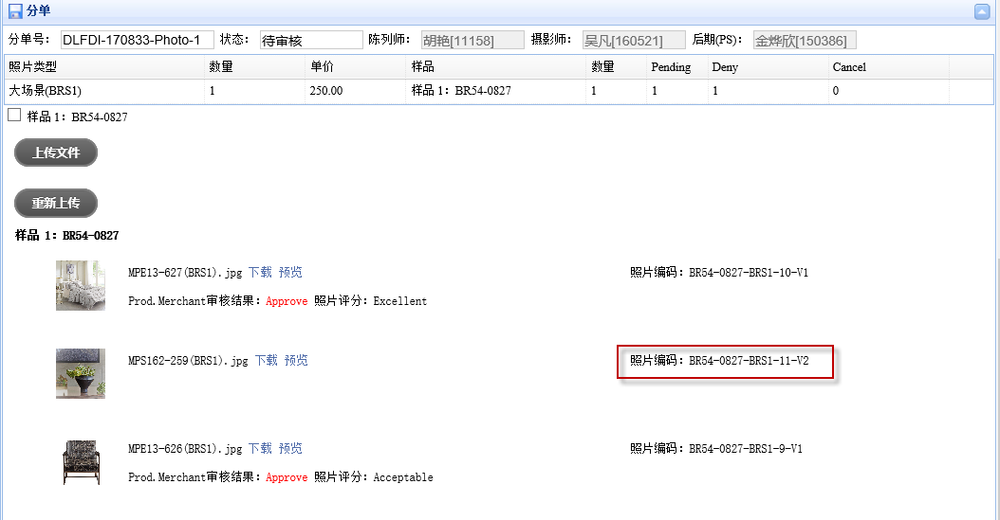 分单
分单号： DLFDI-170833-Photo-1 状态： 待审核 陈列师： 胡艳[11158] 摄影师： 吴凡[160521] 后期(PS)： 金烨欣[150386]
照片类型 数量 单价 样品 数量 Pending Deny Cancel
大场景(BRS1) 1 250.00 样品 1：BR54-0827 1 1 1 0
样品 1：BR54-0827
上传文件
重新上传
样品 1：BR54-0827
MPE13-627(BRS1).jpg 下载 预览 照片编码：BR54-0827-BRS1-10-V1
Prod.Merchant审核结果：Approve 照片评分：Excellent
MPS162-259(BRS1).jpg 下载 预览 照片编码：BR54-0827-BRS1-11-V2
MPE13-626(BRS1).jpg 下载 预览 照片编码：BR54-0827-BRS1-9-V1
Prod.Merchant审核结果：Approve 照片评分：Acceptable